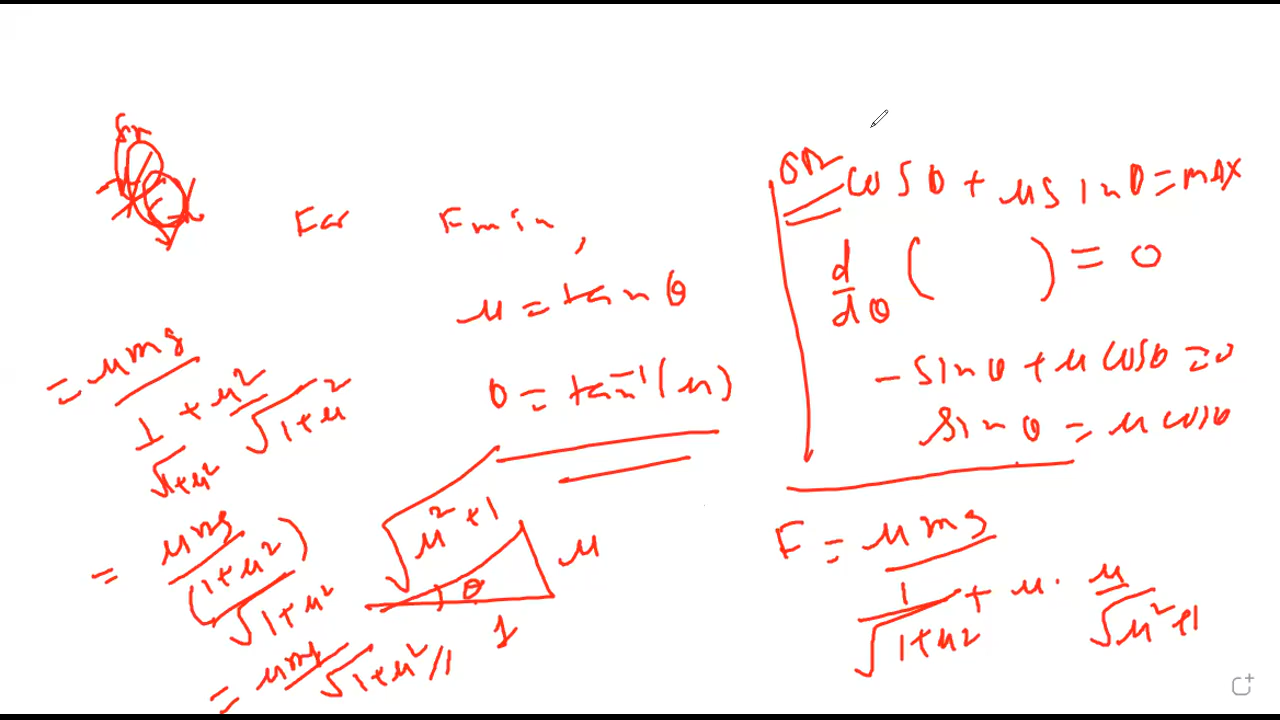 For Fmin,
μ = tan θ
θ = tan⁻¹(μ)
OR cos θ + μ sin θ = max
d/dθ ( ) = 0
- sin θ + μ cos θ = 0
sin θ = μ cos θ
F = μmg / (1/√(1+μ²) + μ · μ/√(μ²+1))
= μmg / (1/√(1+μ²) + μ²/√(1+μ²))
= μmg / ((1+μ²)/√(1+μ²))
= μmg/√(1+μ²) //
√(μ²+1)
μ
θ
1